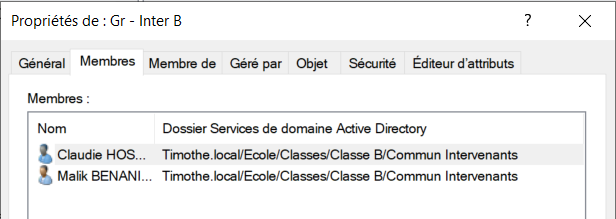 Propriétés de : Gr - Inter B
Général Membres Membre de Géré par Objet Sécurité Éditeur d'attributs
Membres :
Nom Dossier Services de domaine Active Directory
Claudie HOS... Timothe.local/Ecole/Classes/Classe B/Commun Intervenants
Malik BENANI... Timothe.local/Ecole/Classes/Classe B/Commun Intervenants